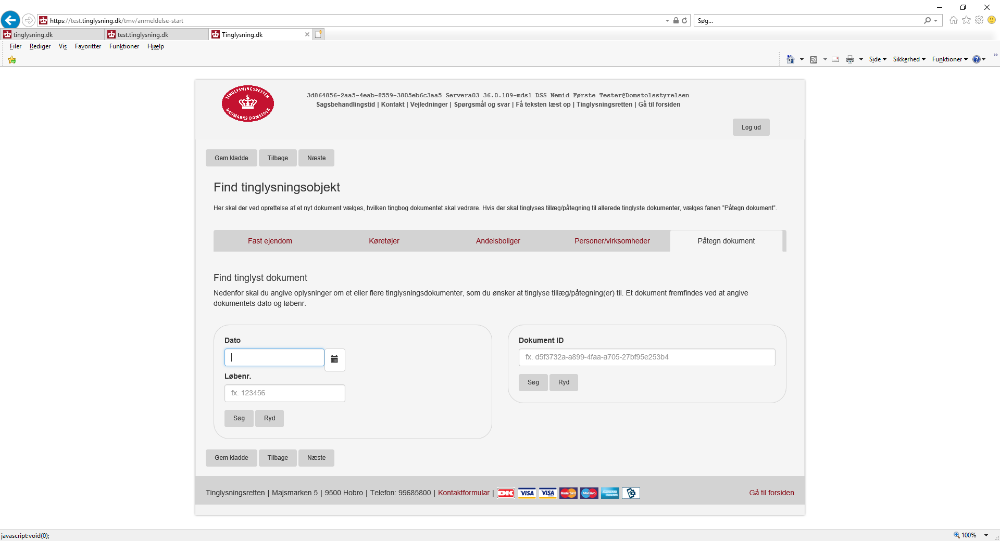 https://test.tinglysning.dk/tmv/anmeldelse-start
Søg...
tinglysning.dk
test.tinglysning.dk
Tinglysning.dk
Filer Rediger Vis Favoritter Funktioner Hjælp
Side Sikkerhed Funktioner
TINGLYSNINGSRETTEN
DANMARKS DOMSTOLE
3d864856-2aa5-4eab-8559-3805eb6c3aa5 Servera03 36.0.109-mds1 DSS Nemid Første Tester@Domstolsstyrelsen
Sagsbehandlingstid | Kontakt | Vejledninger | Spørgsmål og svar | Få teksten læst op | Tinglysningsretten | Gå til forsiden
Log ud
Gem kladde Tilbage Næste
Find tinglysningsobjekt
Her skal der ved oprettelse af et nyt dokument vælges, hvilken tingbog dokumentet skal vedrøre. Hvis der skal tinglyses tillæg/påtegning til allerede tinglyste dokumenter, vælges fanen "Påtegn dokument".
Fast ejendom Køretøjer Andelsboliger Personer/virksomheder Påtegn dokument
Find tinglyst dokument
Nedenfor skal du angive oplysninger om et eller flere tinglysningsdokumenter, som du ønsker at tinglyse tillæg/påtegning(er) til. Et dokument fremfindes ved at angive
dokumentets dato og løbenr.
Dato
Løbenr.
fx. 123456
Søg Ryd
Dokument ID
fx. d5f3732a-a899-4faa-a705-27bf95e253b4
Søg Ryd
Gem kladde Tilbage Næste
Tinglysningsretten | Majsmarken 5 | 9500 Hobro | Telefon: 99685800 | Kontaktformular | DK VISA VISA MasterCard Maestro Gå til forsiden
javascript:void(0);
100%